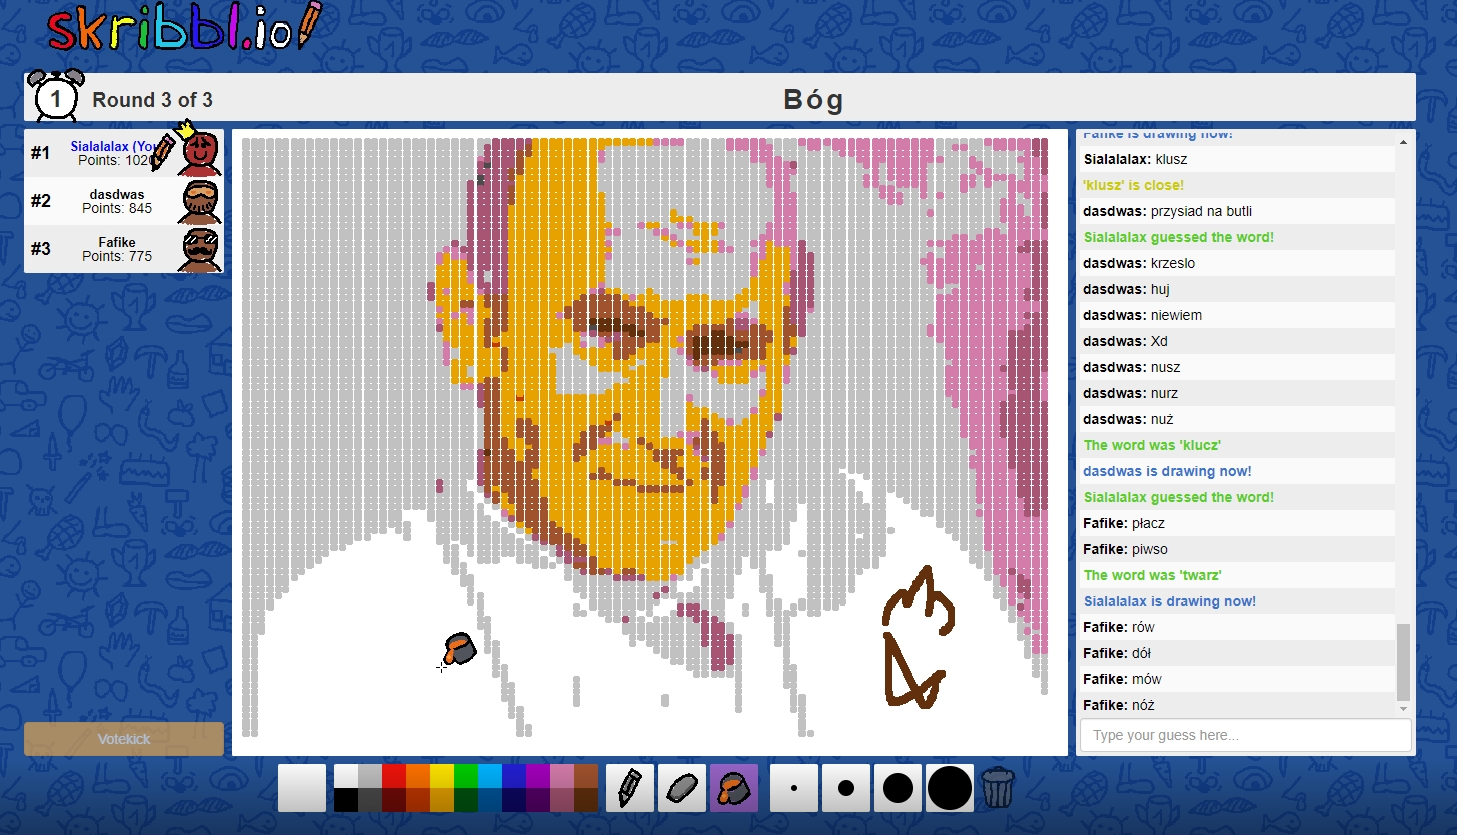 skribbl.io
1
Round 3 of 3
Bóg
#1
Sialalalax (You
Points: 1020
#2
dasdwas
Points: 845
#3
Fafike
Points: 775
Votekick
Fafike is drawing now!
Sialalalax: klusz
'klusz' is close!
dasdwas: przysiad na butli
Sialalalax guessed the word!
dasdwas: krzeslo
dasdwas: huj
dasdwas: niewiem
dasdwas: Xd
dasdwas: nusz
dasdwas: nurz
dasdwas: nuż
The word was 'klucz'
dasdwas is drawing now!
Sialalalax guessed the word!
Fafike: płacz
Fafike: piwso
The word was 'twarz'
Sialalalax is drawing now!
Fafike: rów
Fafike: dół
Fafike: mów
Fafike: nóż
Type your guess here...